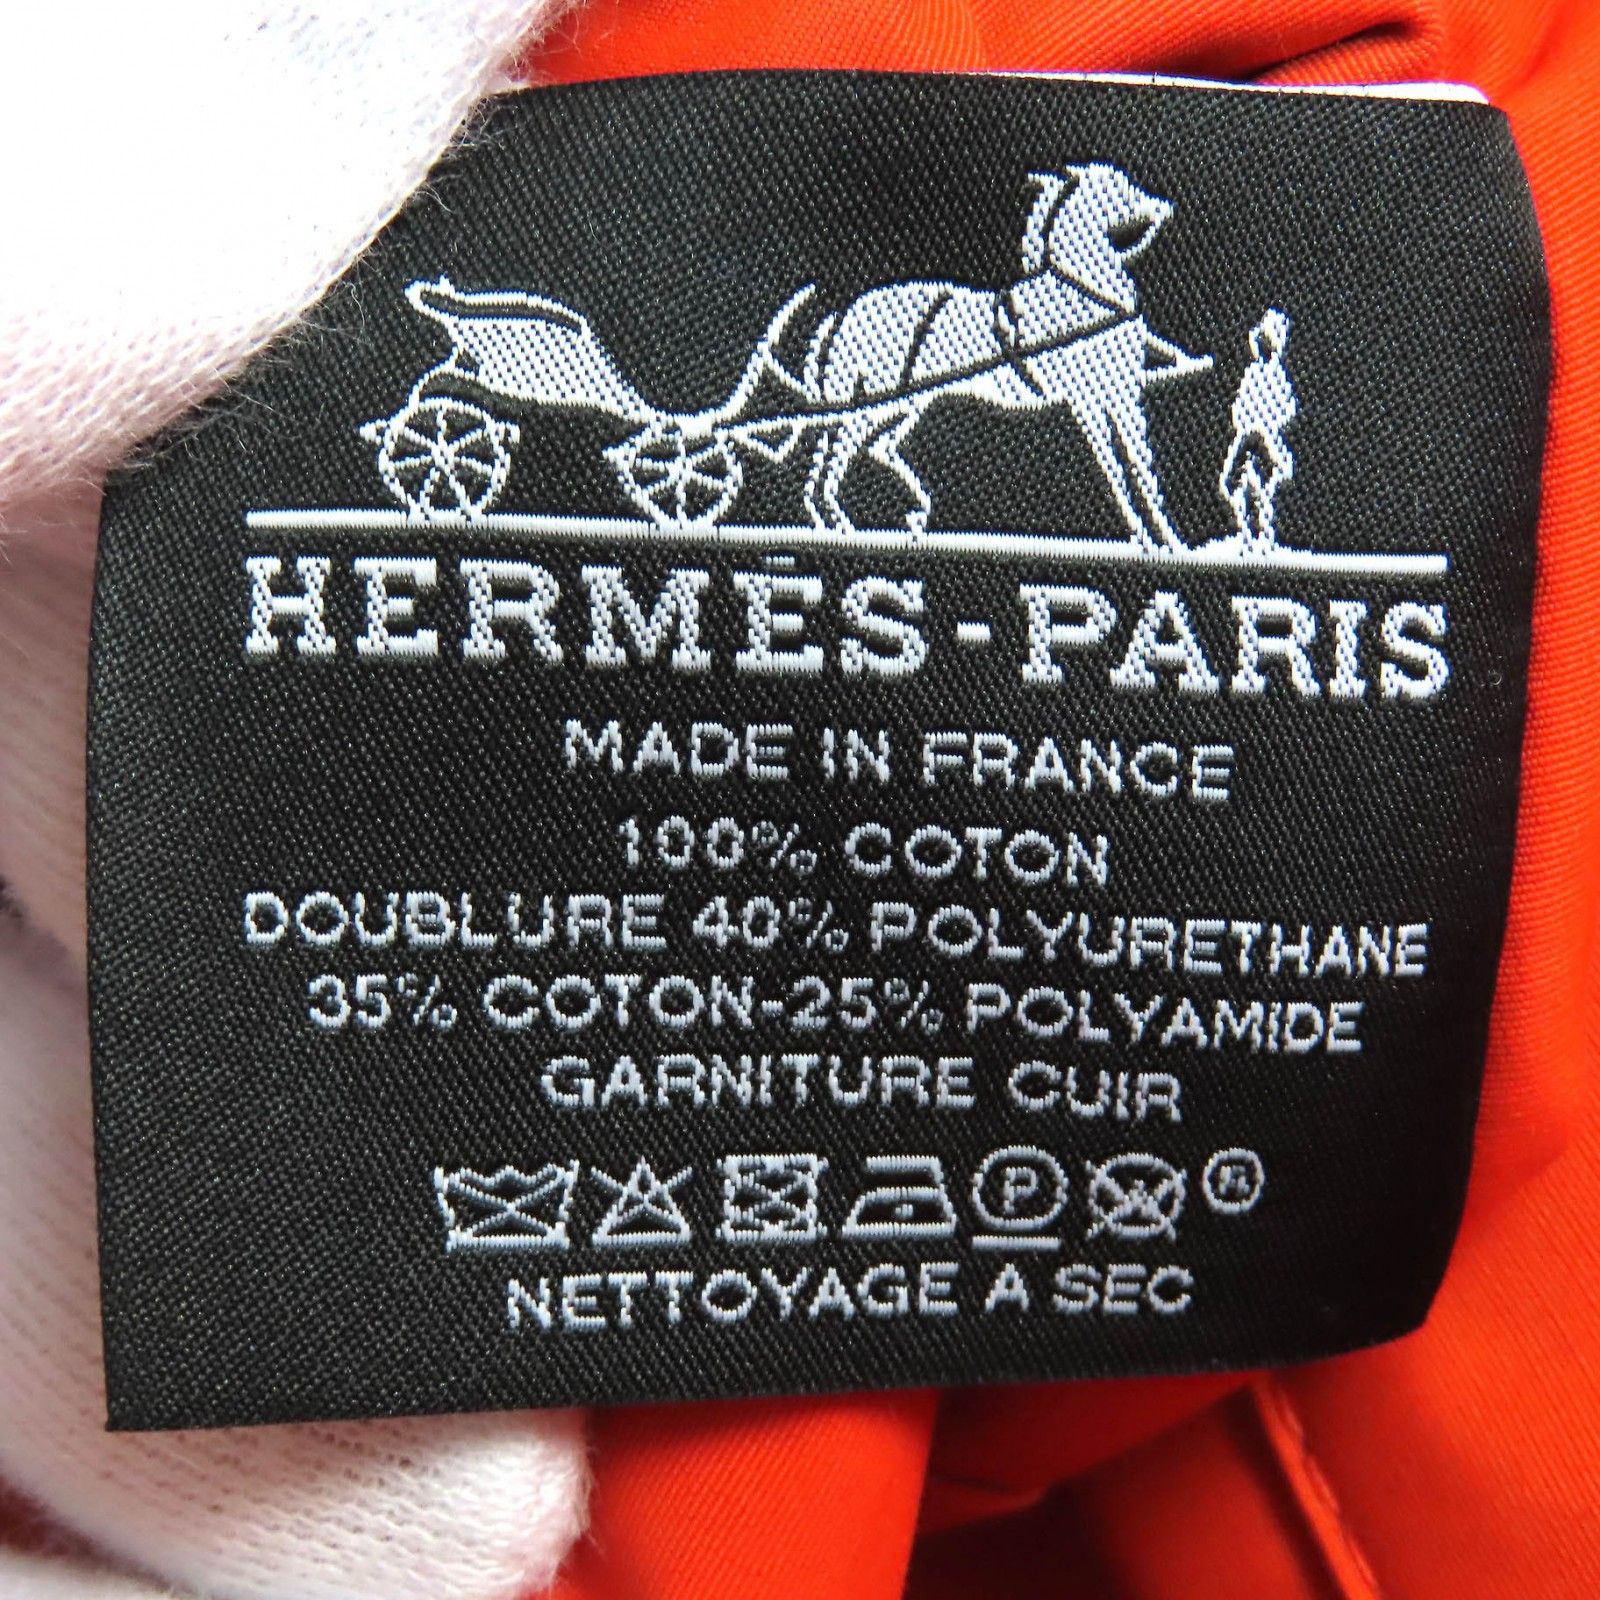 HERMÈS-PARIS
MADE IN FRANCE
100% COTON
DOUBLURE 40% POLYURETHANE
35% COTON-25% POLYAMIDE
GARNITURE CUIR
P ®
NETTOYAGE A SEC